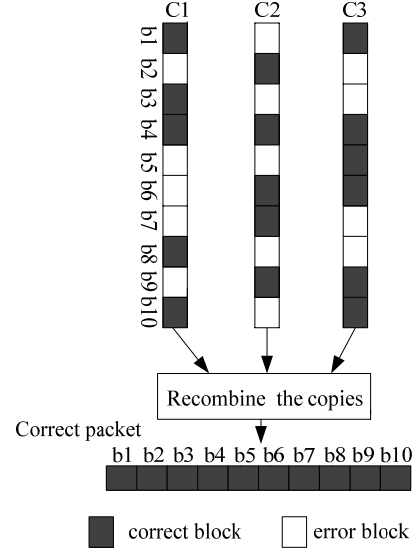 C1 C2 C3
b1
b2
b3
b4
b5
b6
b7
b8
b9
b10
Recombine the copies
Correct packet
b1 b2 b3 b4 b5 b6 b7 b8 b9 b10
correct block error block